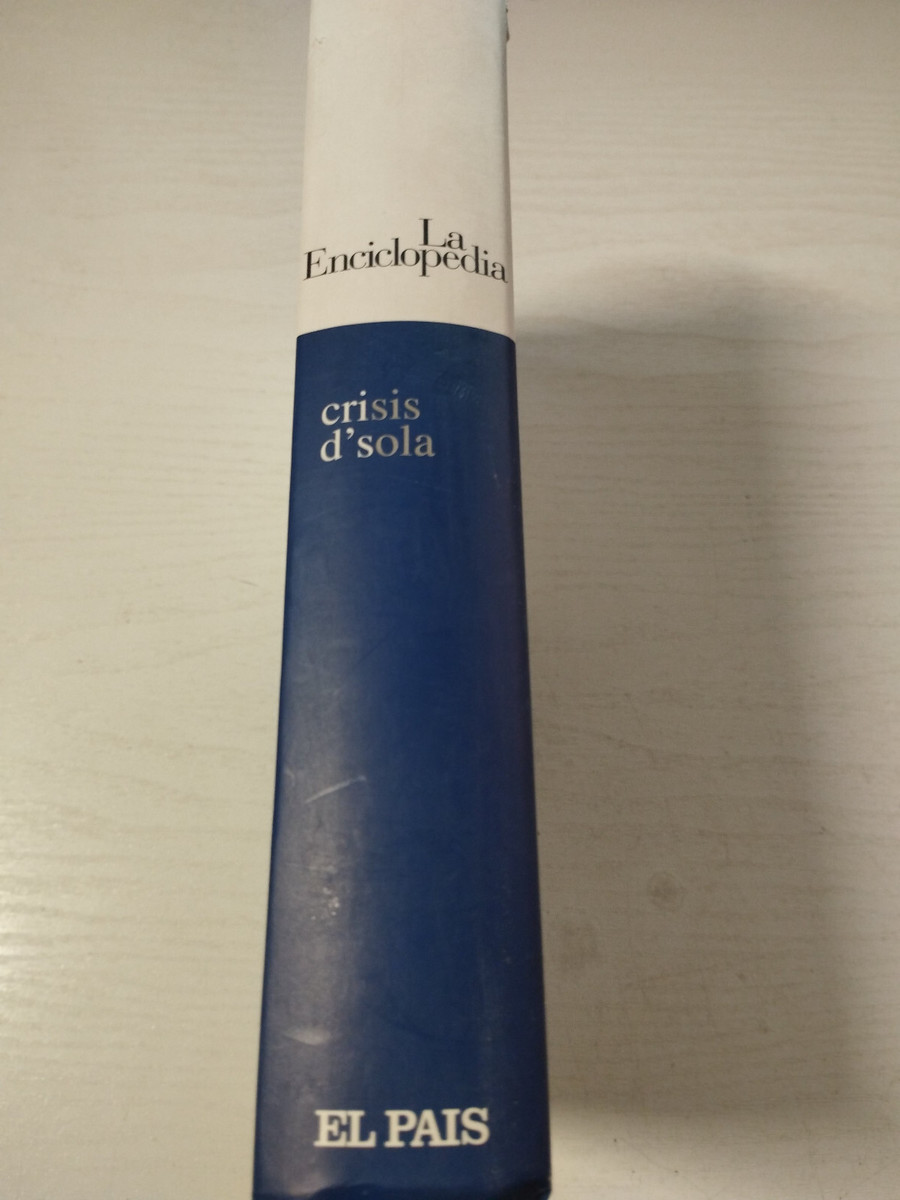 La
Enciclopedia
crisis
d'sola
EL PAIS